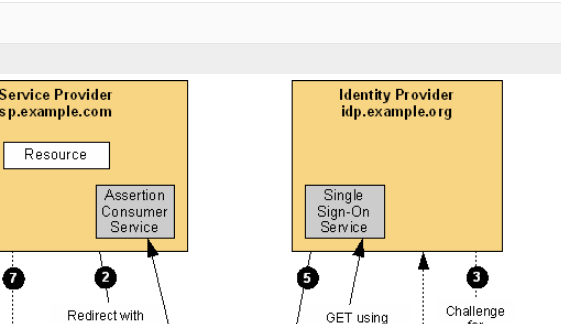 Service Provider
sp.example.com
Resource
Assertion
Consumer
Service
Identity Provider
idp.example.org
Single
Sign-On
Service
7
2
5
3
Redirect with
GET using
Challenge
for